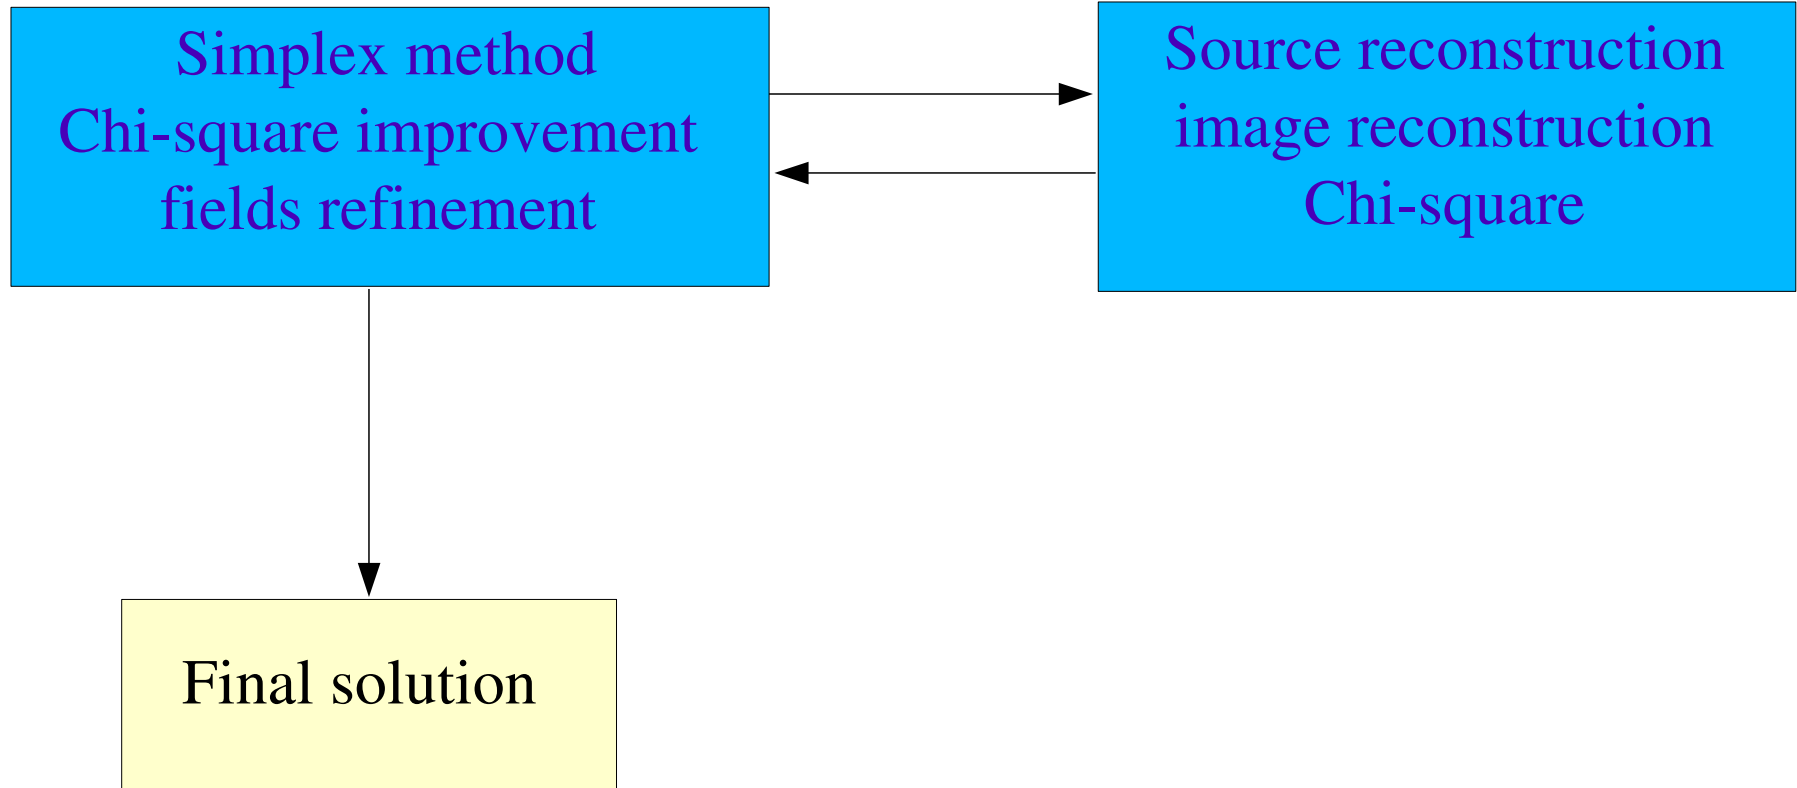 Simplex method
Chi-square improvement
fields refinement
Source reconstruction
image reconstruction
Chi-square
Final solution